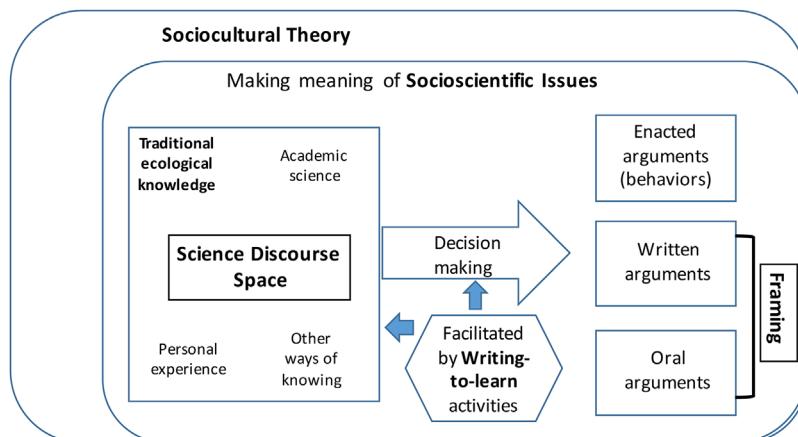 Sociocultural Theory
Making meaning of Socioscientific Issues
Traditional
ecological
knowledge
Academic
science
Science Discourse
Space
Personal
experience
Other
ways of
knowing
Decision
making
Facilitated
by Writing-
to-learn
activities
Enacted
arguments
(behaviors)
Written
arguments
Oral
arguments
Framing